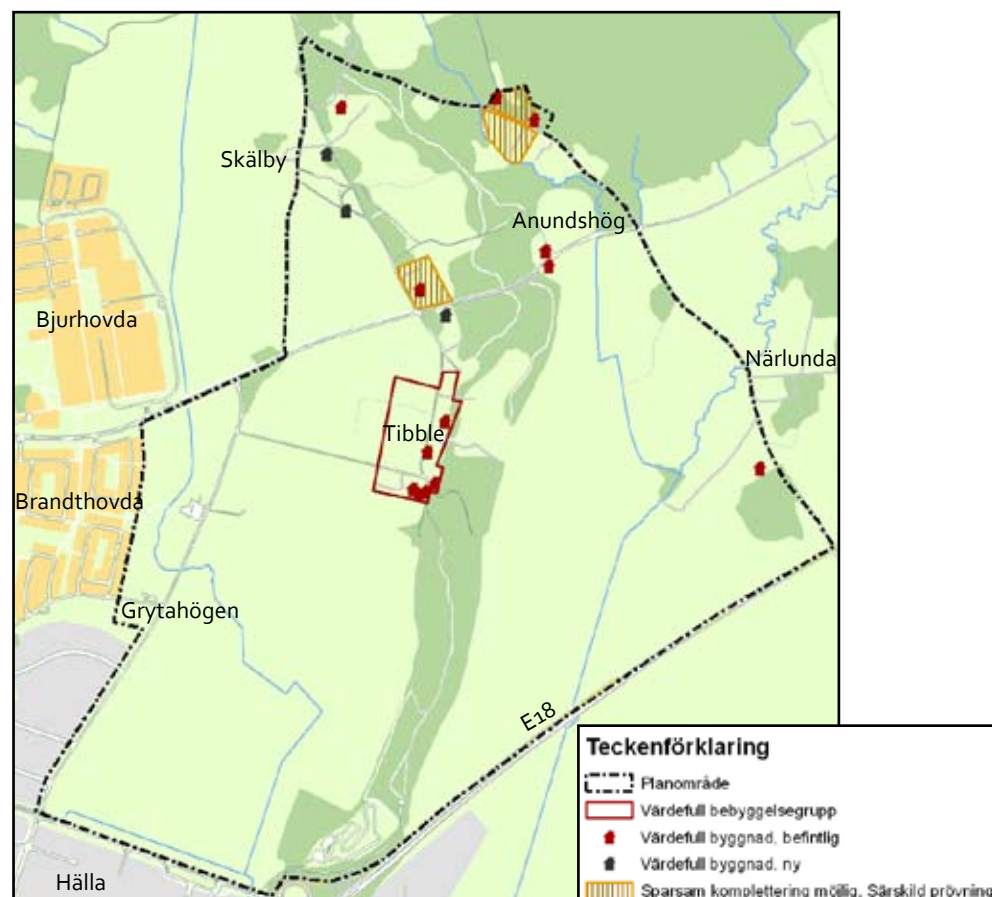 Skälby
Anundshög
Bjurhovda
Närlunda
Tibble
Brandthovda
Grytahögen
E18
Hälla
Teckenförklaring
Planområde
Värdefull bebyggelsegrupp
Värdefull byggnad, befintlig
Värdefull byggnad, ny
Sparsam komplettering möjlig. Särskild prövning